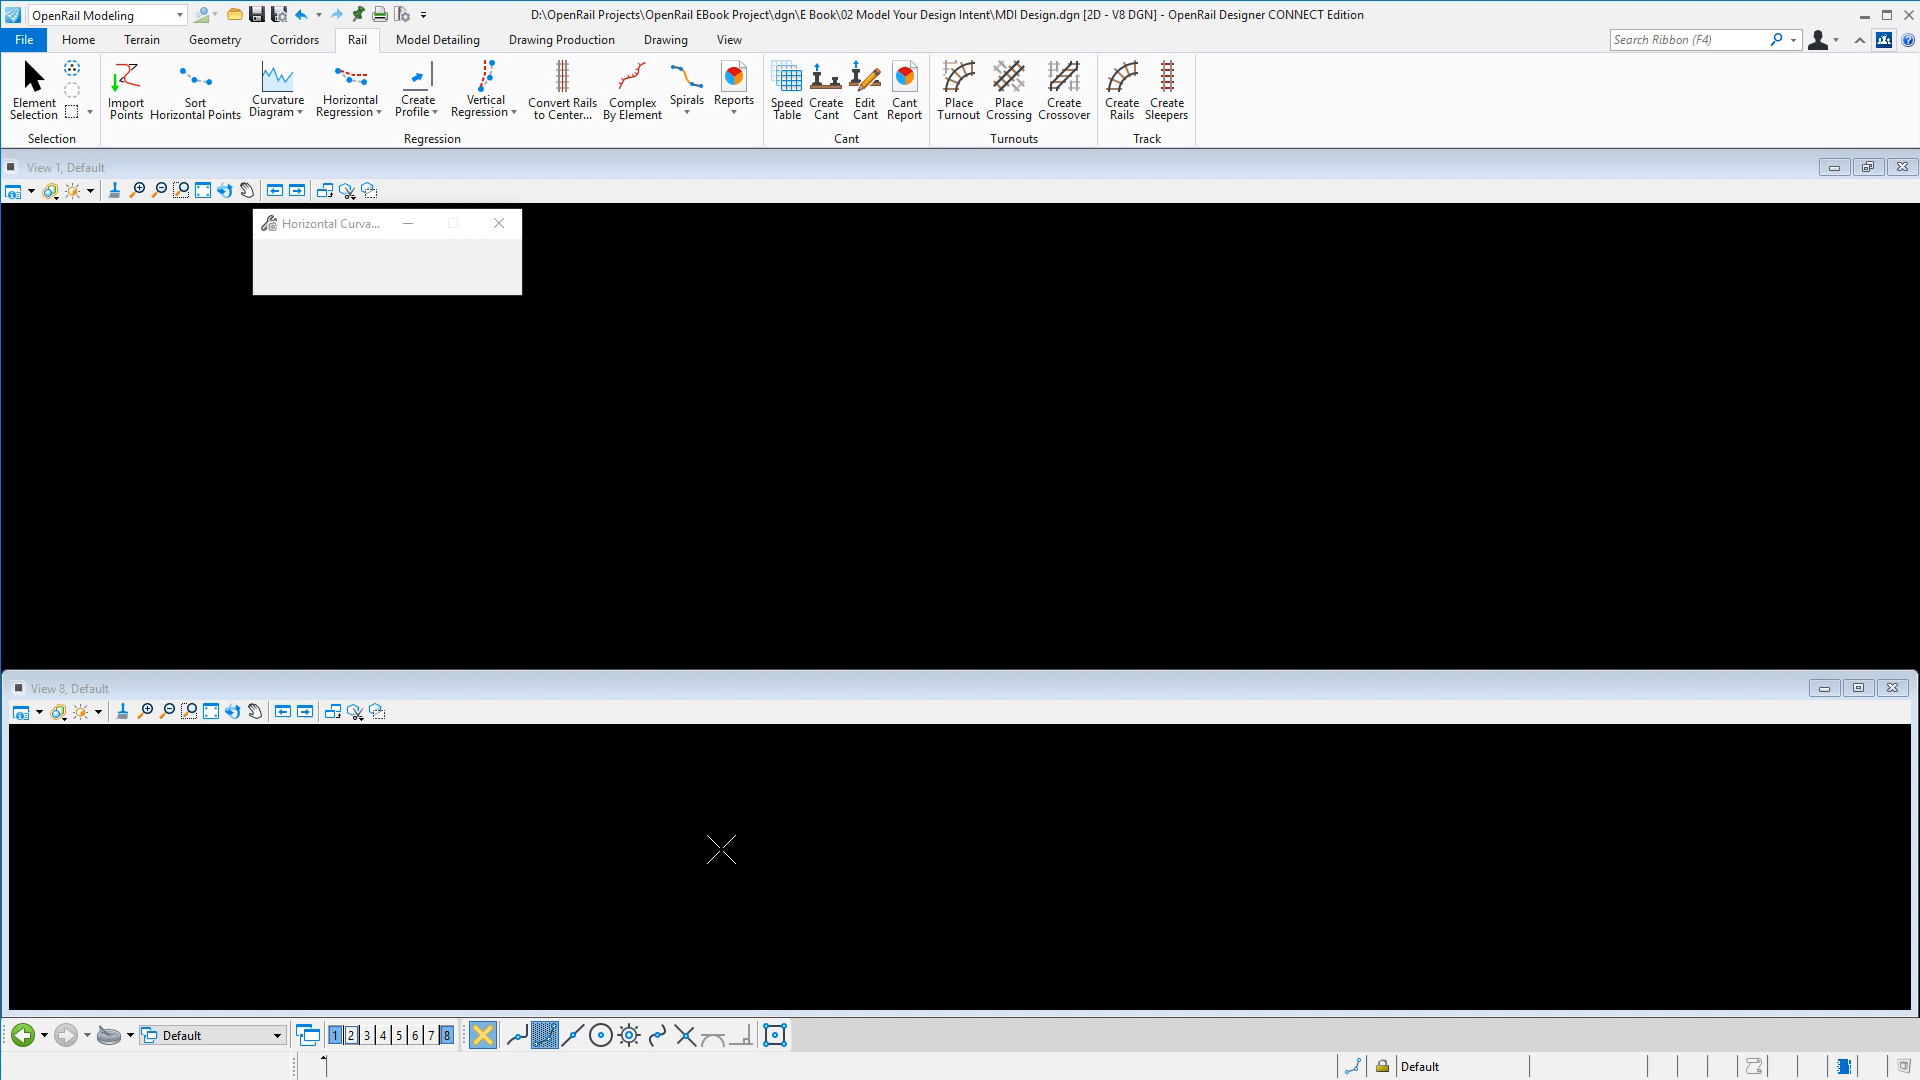 OpenRail Modeling
D:\OpenRail Projects\OpenRail EBook Project\dgn\E Book\02 Model Your Design Intent\MDI Design.dgn [2D - V8 DGN] - OpenRail Designer CONNECT Edition
File Home Terrain Geometry Corridors Rail Model Detailing Drawing Production Drawing View
Search Ribbon (F4)
Element Selection
Import Points
Sort Horizontal Points
Curvature Diagram
Horizontal Regression
Create Profile
Vertical Regression
Convert Rails to Center...
Complex By Element
Spirals
Reports
Speed Table
Create Cant
Edit Cant
Cant Report
Place Turnout
Place Crossing
Create Crossover
Create Rails
Create Sleepers
Selection Regression Cant Turnouts Track
View 1, Default
Horizontal Curva...
View 8, Default
Default
1 2 3 4 5 6 7 8
Default